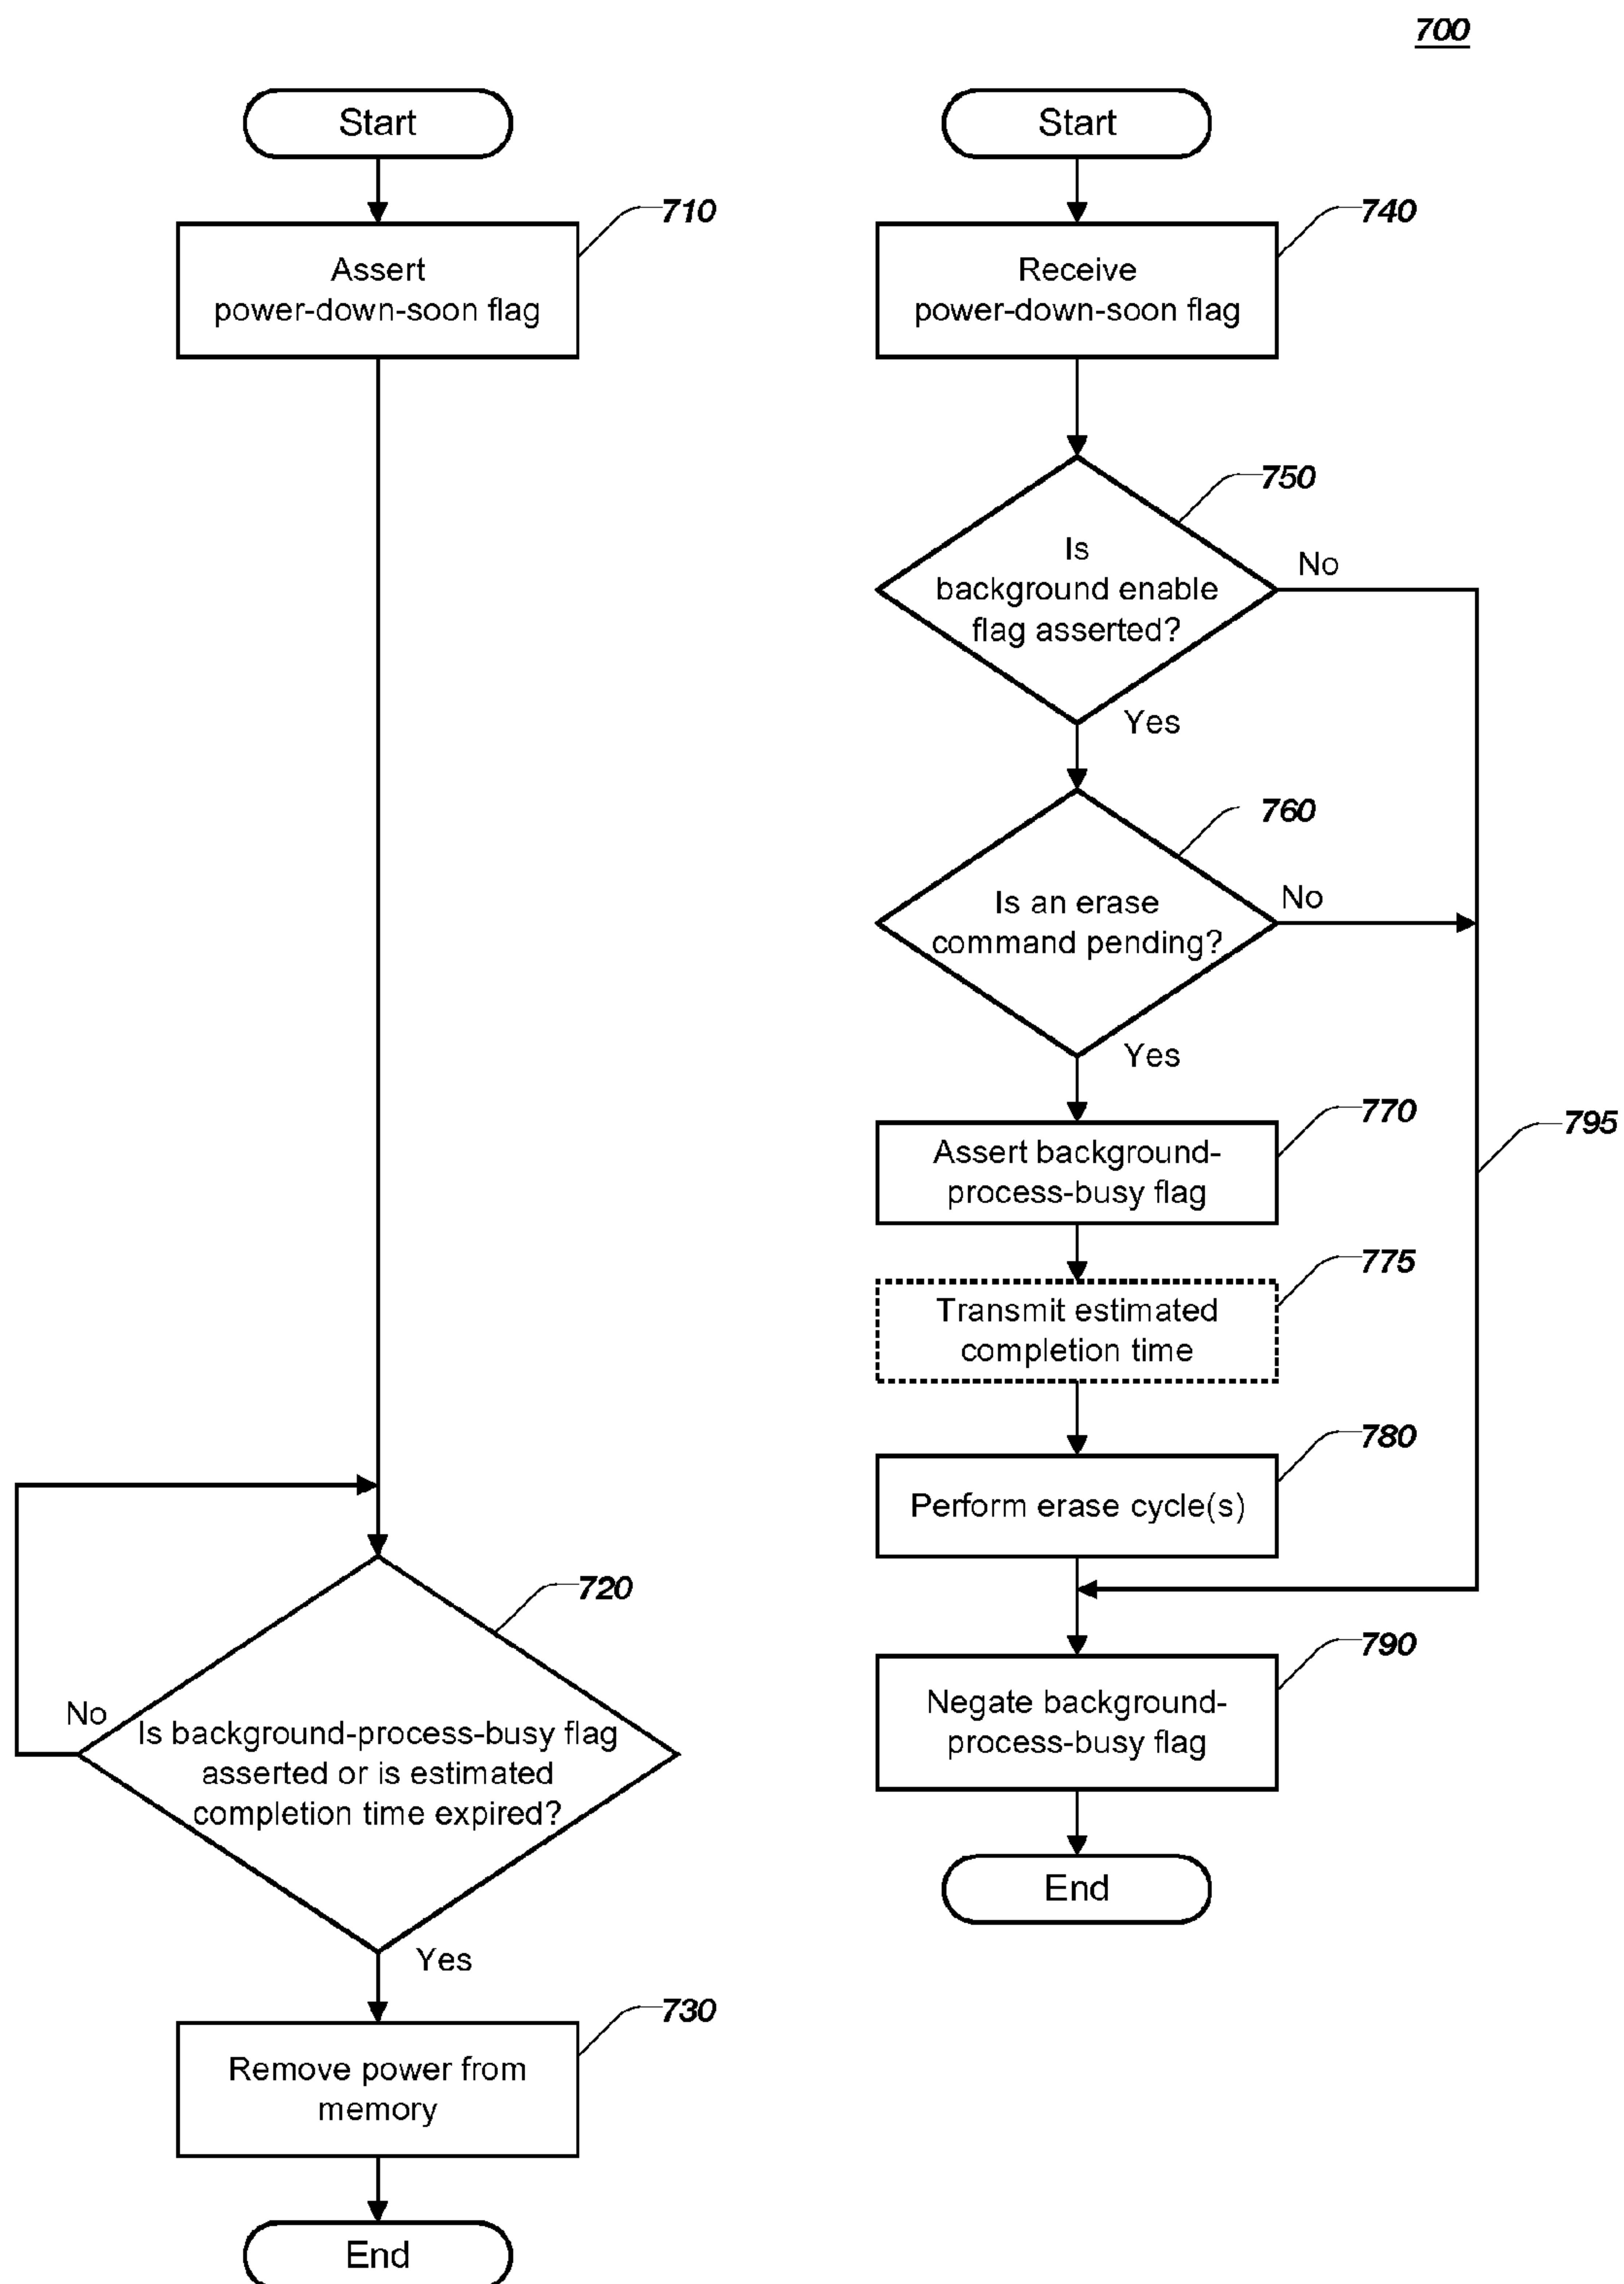 700
Start
710
Assert
power-down-soon flag
No
720
Is background-process-busy flag
asserted or is estimated
completion time expired?
Yes
730
Remove power from
memory
End
Start
740
Receive
power-down-soon flag
750
Is
background enable
flag asserted?
No
Yes
760
Is an erase
command pending?
No
Yes
770
Assert background-
process-busy flag
795
775
Transmit estimated
completion time
780
Perform erase cycle(s)
790
Negate background-
process-busy flag
End